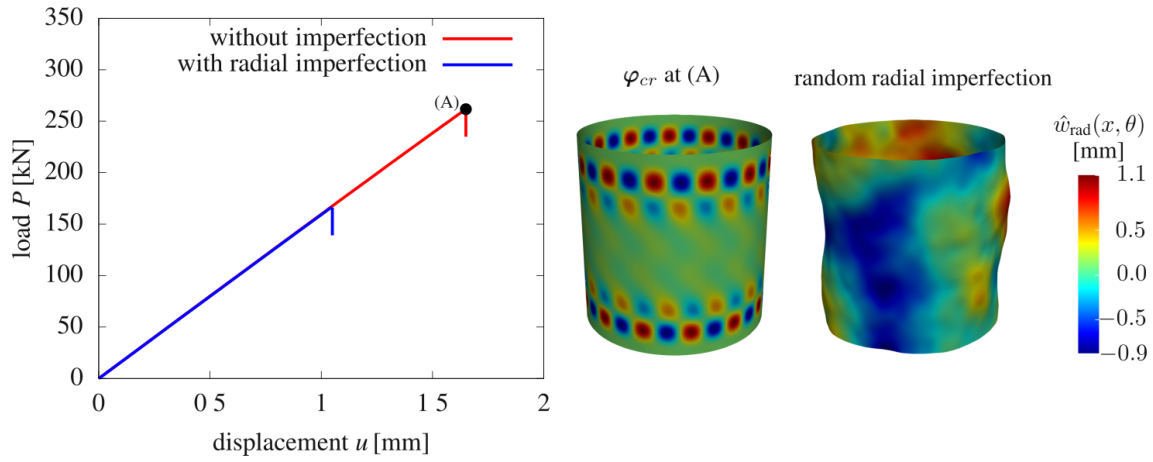 350
300
250
200
150
100
50
0
load P [kN]
without imperfection
with radial imperfection
(A)
0
0 5
1
1 5
2
displacement u [mm]
φcr at (A)
random radial imperfection
ŵrad(x, θ)
[mm]
1.1
0.5
0.0
−0.5
−0.9